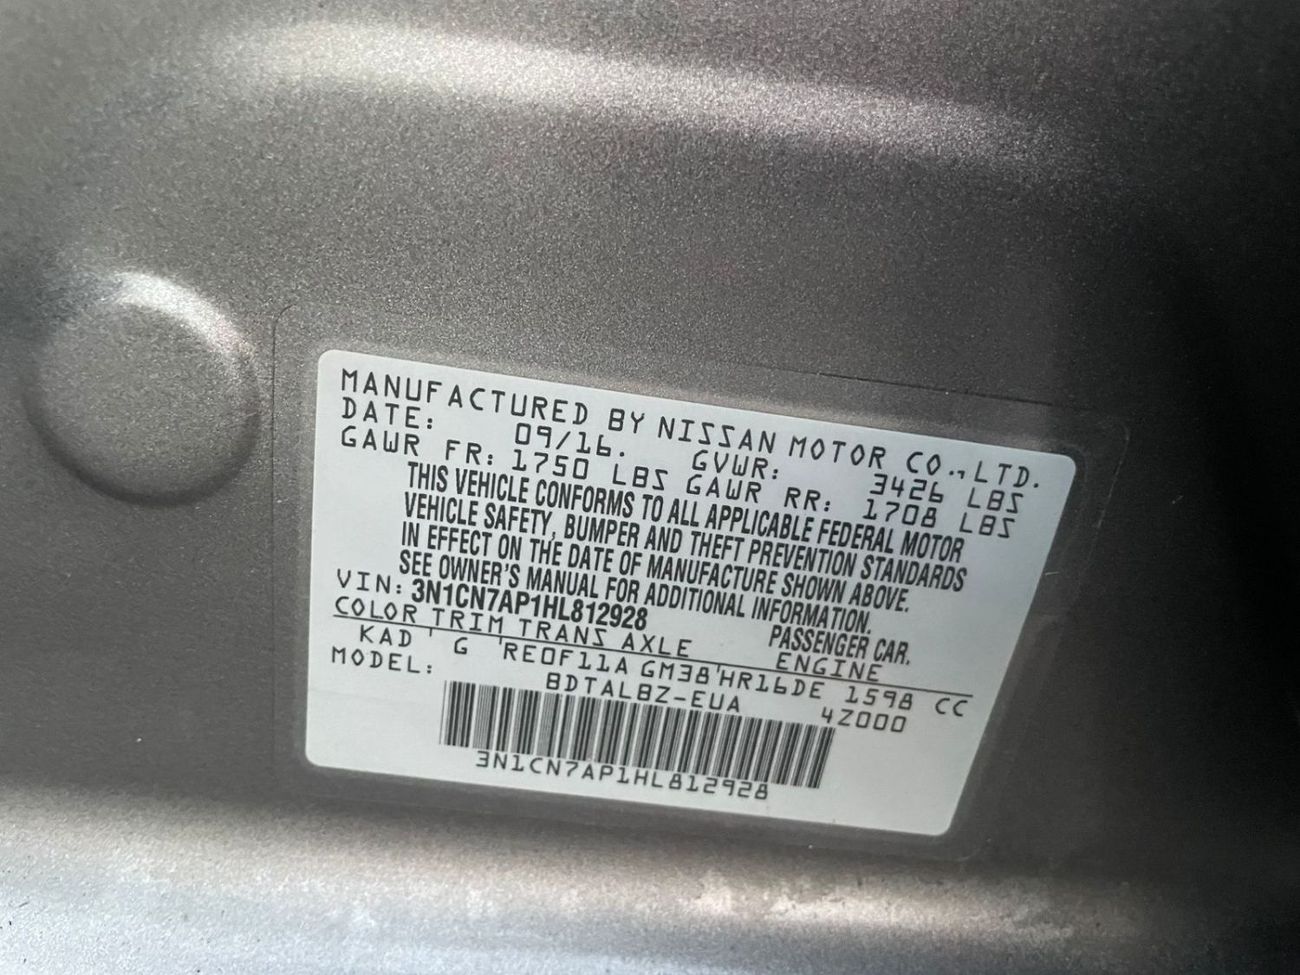 MANUFACTURED BY NISSAN MOTOR CO.,LTD.
DATE: 09/16. GVWR: 3426 LBS
GAWR FR: 1750 LBS GAWR RR: 1708 LBS
THIS VEHICLE CONFORMS TO ALL APPLICABLE FEDERAL MOTOR
VEHICLE SAFETY, BUMPER AND THEFT PREVENTION STANDARDS
IN EFFECT ON THE DATE OF MANUFACTURE SHOWN ABOVE.
SEE OWNER'S MANUAL FOR ADDITIONAL INFORMATION.
VIN: 3N1CN7AP1HL812928 PASSENGER CAR.
COLOR TRIM TRANS AXLE ENGINE
KAD ' G 'RE0F11A GM38'HR16DE 1598 CC
MODEL: BDTALBZ-EUA 4Z000
3N1CN7AP1HL812928